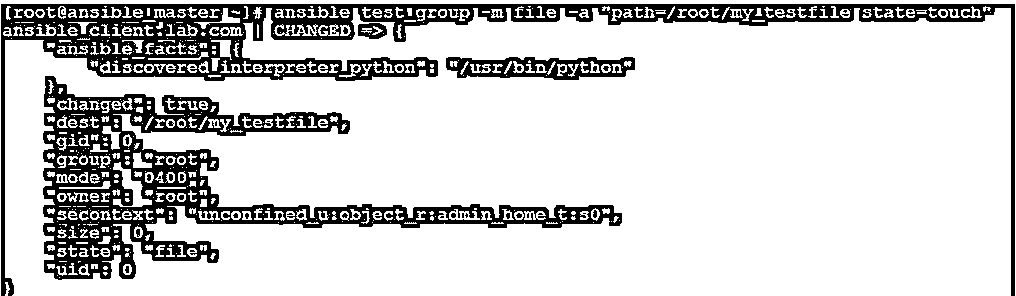 [root@ansible-master ~]# ansible test_group -m file -a "path=/root/my_testfile state=touch"
ansible_client.lab.com | CHANGED => {
    "ansible_facts": {
        "discovered_interpreter_python": "/usr/bin/python"
    },
    "changed": true,
    "dest": "/root/my_testfile",
    "gid": 0,
    "group": "root",
    "mode": "0400",
    "owner": "root",
    "secontext": "unconfined_u:object_r:admin_home_t:s0",
    "size": 0,
    "state": "file",
    "uid": 0
}